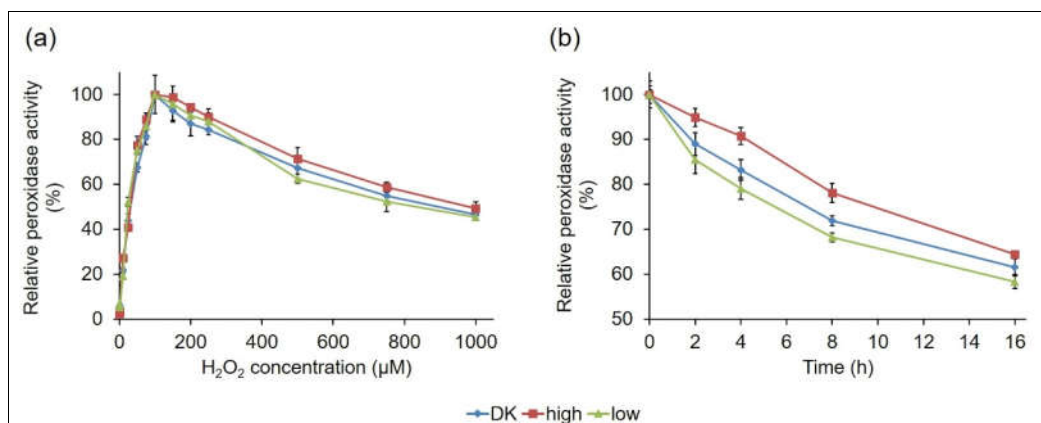 (a)
Relative peroxidase activity
(%)
100
80
60
40
20
0
0 200 400 600 800 1000
H₂O₂ concentration (µM)
(b)
Relative peroxidase activity
(%)
100
90
80
70
60
50
0 2 4 6 8 10 12 14 16
Time (h)
DK high low